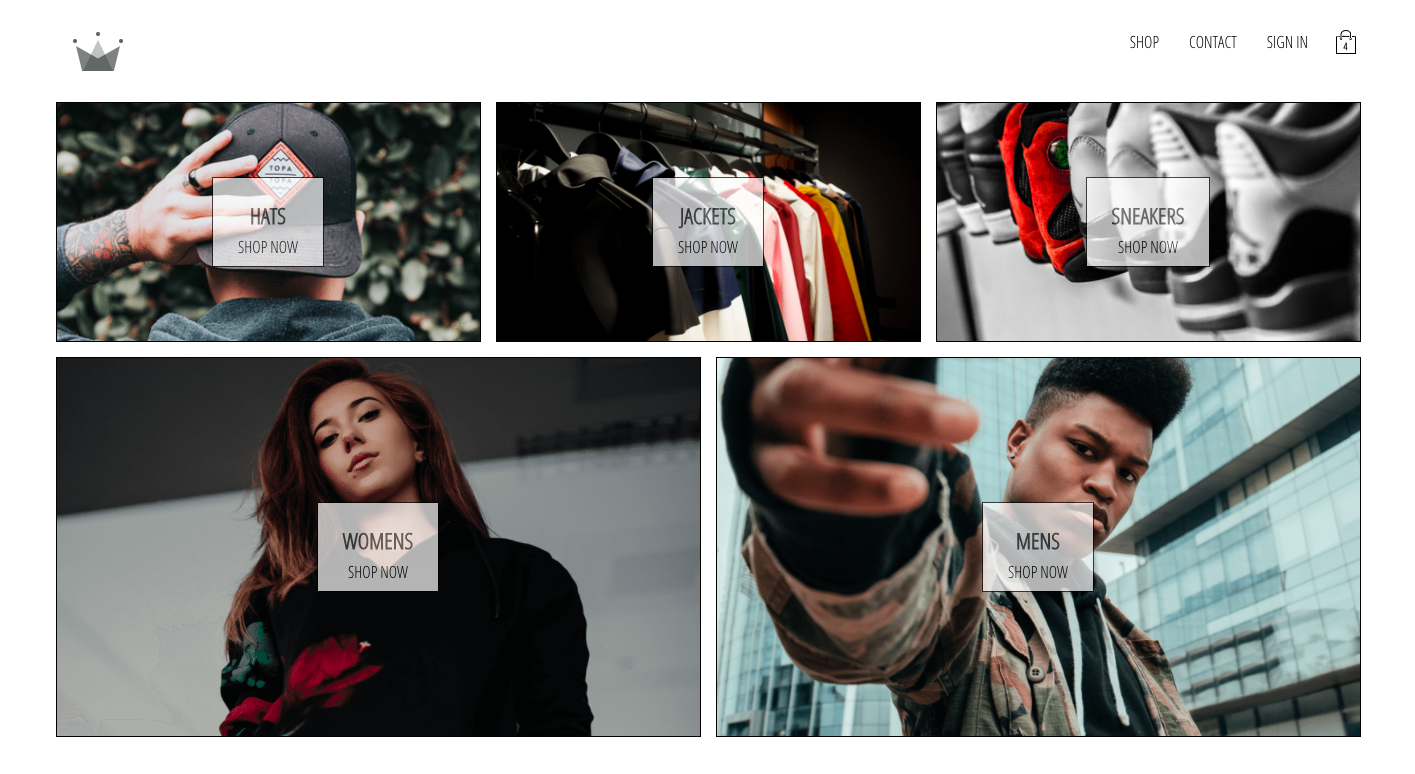 SHOP
CONTACT
SIGN IN
4
TOPA
TOPA
HATS
SHOP NOW
JACKETS
SHOP NOW
SNEAKERS
SHOP NOW
WOMENS
SHOP NOW
MENS
SHOP NOW